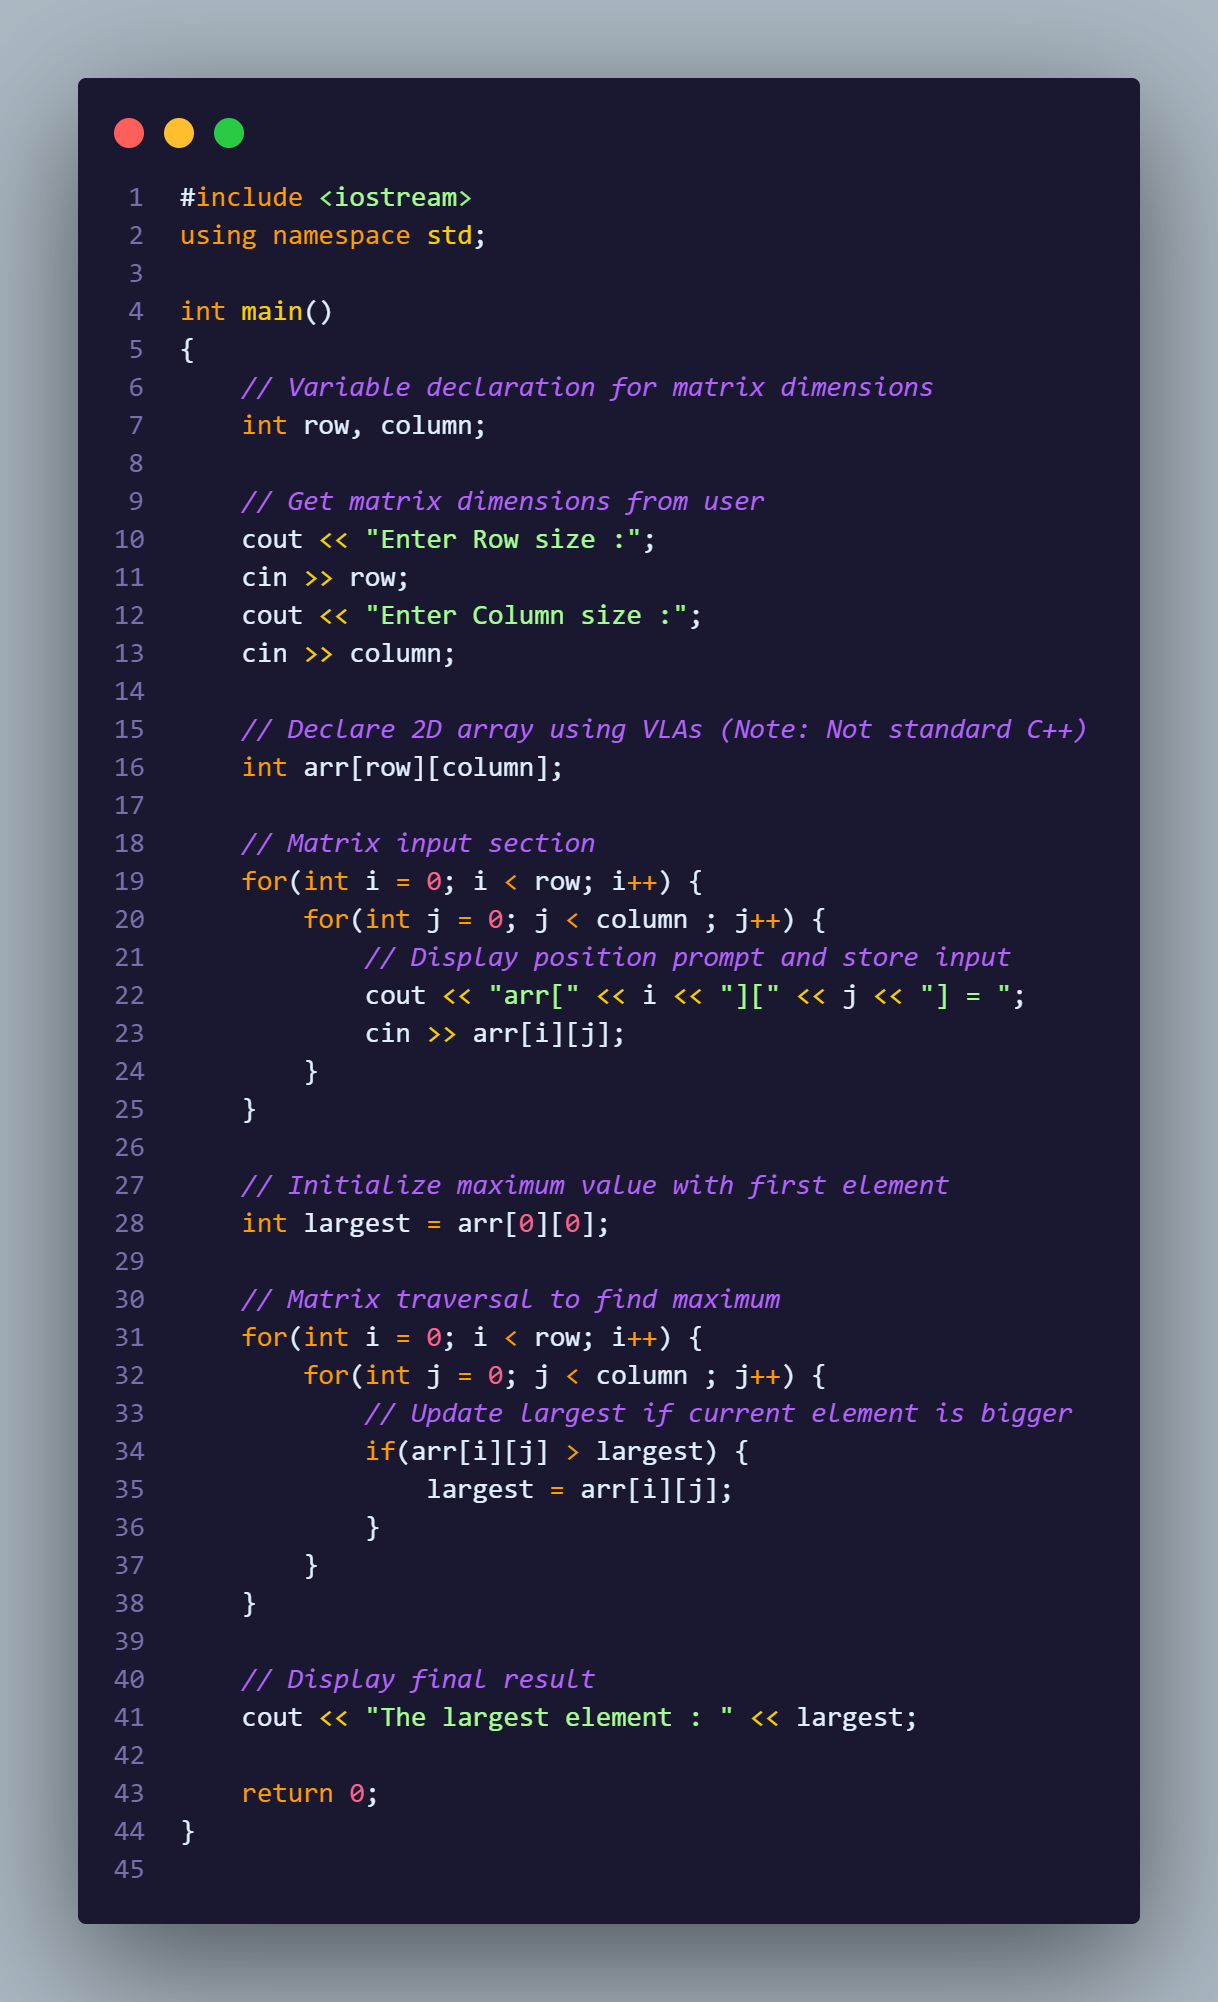 1 #include <iostream>
2 using namespace std;
3
4 int main()
5 {
6     // Variable declaration for matrix dimensions
7     int row, column;
8
9     // Get matrix dimensions from user
10     cout << "Enter Row size :";
11     cin >> row;
12     cout << "Enter Column size :";
13     cin >> column;
14
15     // Declare 2D array using VLAs (Note: Not standard C++)
16     int arr[row][column];
17
18     // Matrix input section
19     for(int i = 0; i < row; i++) {
20         for(int j = 0; j < column ; j++) {
21             // Display position prompt and store input
22             cout << "arr[" << i << "][" << j << "] = ";
23             cin >> arr[i][j];
24         }
25     }
26
27     // Initialize maximum value with first element
28     int largest = arr[0][0];
29
30     // Matrix traversal to find maximum
31     for(int i = 0; i < row; i++) {
32         for(int j = 0; j < column ; j++) {
33             // Update largest if current element is bigger
34             if(arr[i][j] > largest) {
35                 largest = arr[i][j];
36             }
37         }
38     }
39
40     // Display final result
41     cout << "The largest element : " << largest;
42
43     return 0;
44 }
45